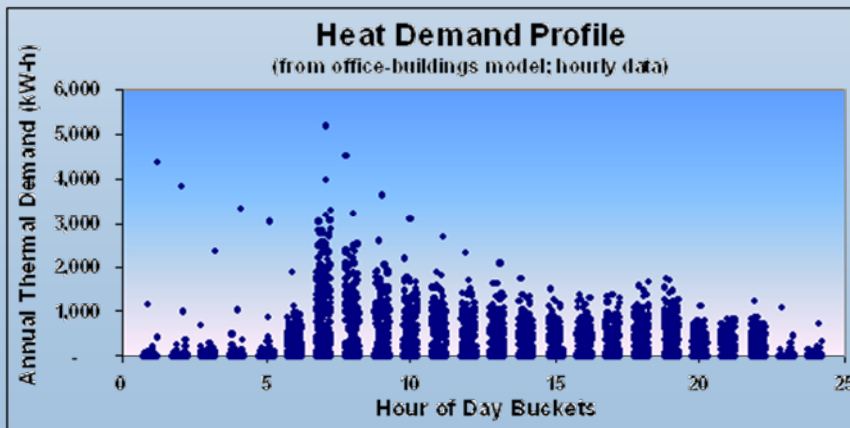 Heat Demand Profile
(from office-buildings model; hourly data)
Annual Thermal Demand (kW-h)
6,000
5,000
4,000
3,000
2,000
1,000
-
0 5 10 15 20 25
Hour of Day Buckets